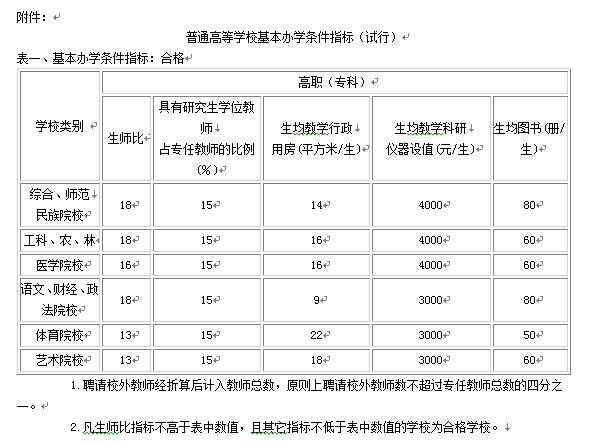 附件：
普通高等学校基本办学条件指标（试行）
表一、基本办学条件指标：合格
学校类别 高职（专科）
生师比 具有研究生学位教师占专任教师的比例(%) 生均教学行政用房(平方米/生) 生均教学科研仪器设值(元/生) 生均图书(册/生)
综合、师范民族院校 18 15 14 4000 80
工科、农、林 18 15 16 4000 60
医学院校 16 15 16 4000 60
语文、财经、政法院校 18 15 9 3000 80
体育院校 13 15 22 3000 50
艺术院校 13 15 18 3000 60
1.聘请校外教师经折算后计入教师总数，原则上聘请校外教师数不超过专任教师总数的四分之
一。
2.凡生师比指标不高于表中数值，且其它指标不低于表中数值的学校为合格学校。